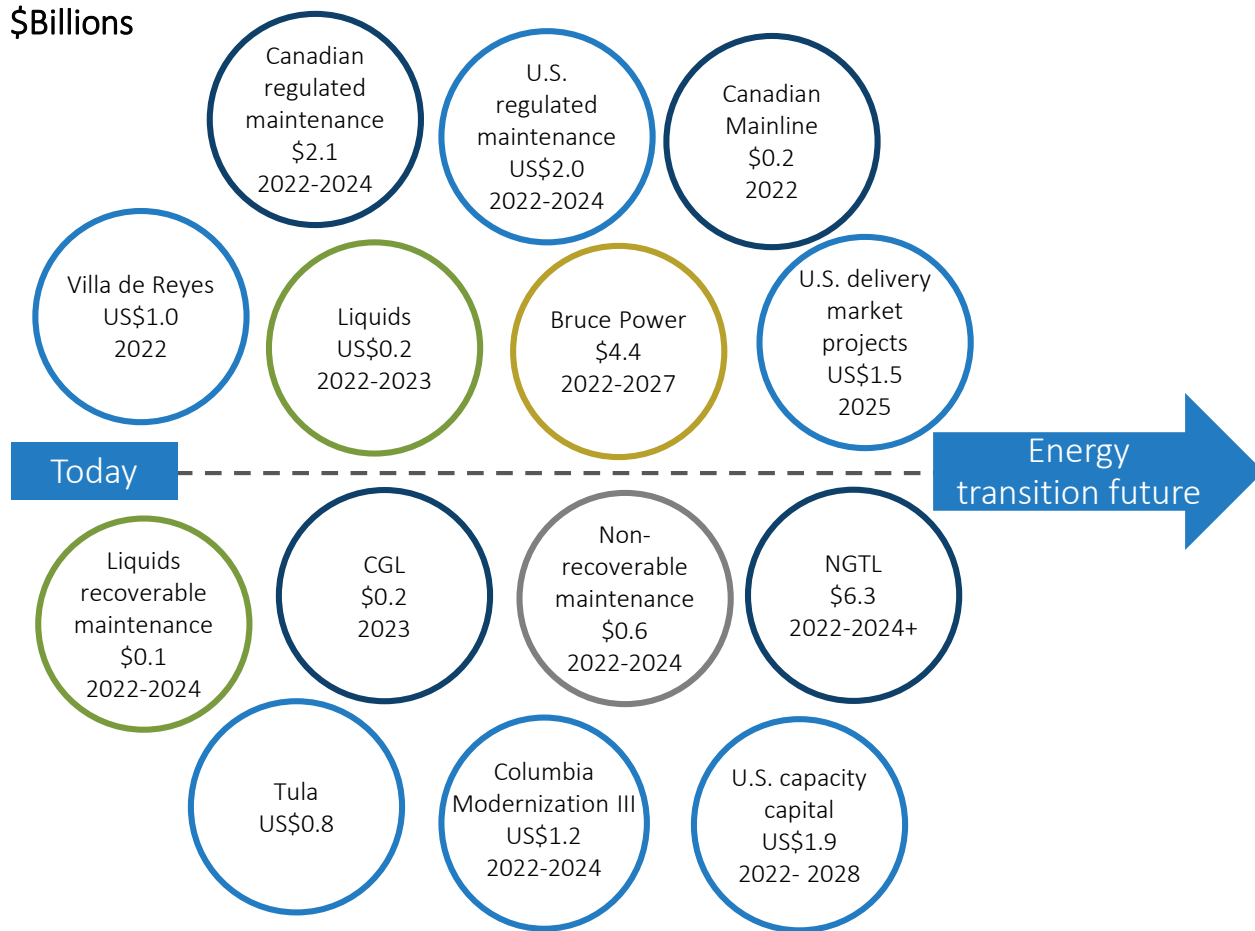 $Billions
Canadian
regulated
maintenance
$2.1
2022-2024
U.S.
regulated
maintenance
US$2.0
2022-2024
Canadian
Mainline
$0.2
2022
Villa de Reyes
US$1.0
2022
Liquids
US$0.2
2022-2023
Bruce Power
$4.4
2022-2027
U.S. delivery
market
projects
US$1.5
2025
Today
Energy
transition future
Liquids
recoverable
maintenance
$0.1
2022-2024
CGL
$0.2
2023
Non-
recoverable
maintenance
$0.6
2022-2024
NGTL
$6.3
2022-2024+
Tula
US$0.8
Columbia
Modernization III
US$1.2
2022-2024
U.S. capacity
capital
US$1.9
2022- 2028